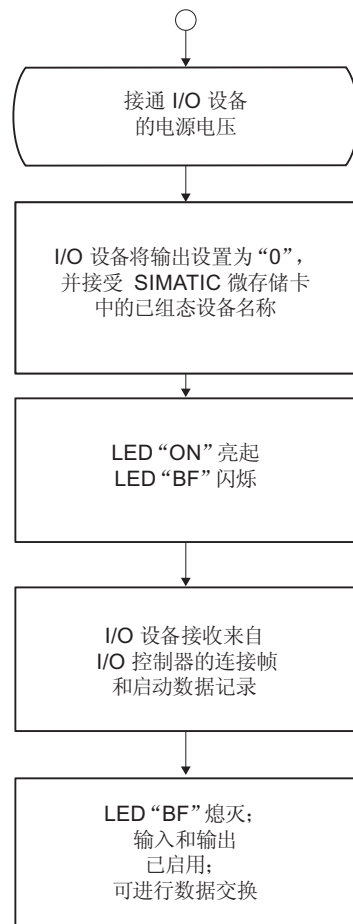 接通 I/O 设备
的电源电压
I/O 设备将输出设置为“0”，
并接受 SIMATIC 微存储卡
中的已组态设备名称
LED“ON”亮起
LED“BF”闪烁
I/O 设备接收来自
I/O 控制器的连接帧
和启动数据记录
LED“BF”熄灭；
输入和输出
已启用；
可进行数据交换